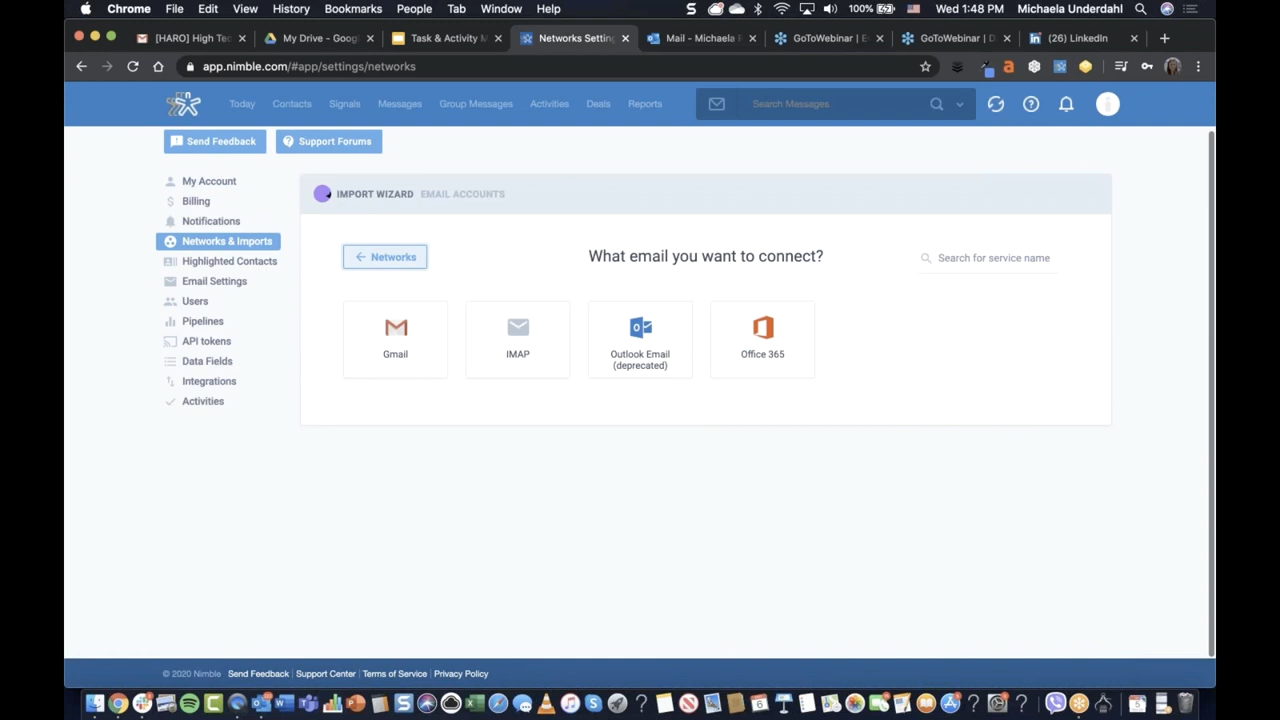 Chrome File Edit View History Bookmarks People Tab Window Help 100% Wed 1:48 PM Michaela Underdahl
[HARO] High Tec My Drive - Googl Task & Activity M Networks Setting Mail - Michaela GoToWebinar | E GoToWebinar | D (26) LinkedIn
app.nimble.com/#app/settings/networks
Today Contacts Signals Messages Group Messages Activities Deals Reports Search Messages
Send Feedback Support Forums
My Account
Billing
Notifications
Networks & Imports
Highlighted Contacts
Email Settings
Users
Pipelines
API tokens
Data Fields
Integrations
Activities
IMPORT WIZARD EMAIL ACCOUNTS
Networks What email you want to connect? Search for service name
Gmail
IMAP
Outlook Email
(deprecated)
Office 365
© 2020 Nimble Send Feedback | Support Center | Terms of Service | Privacy Policy